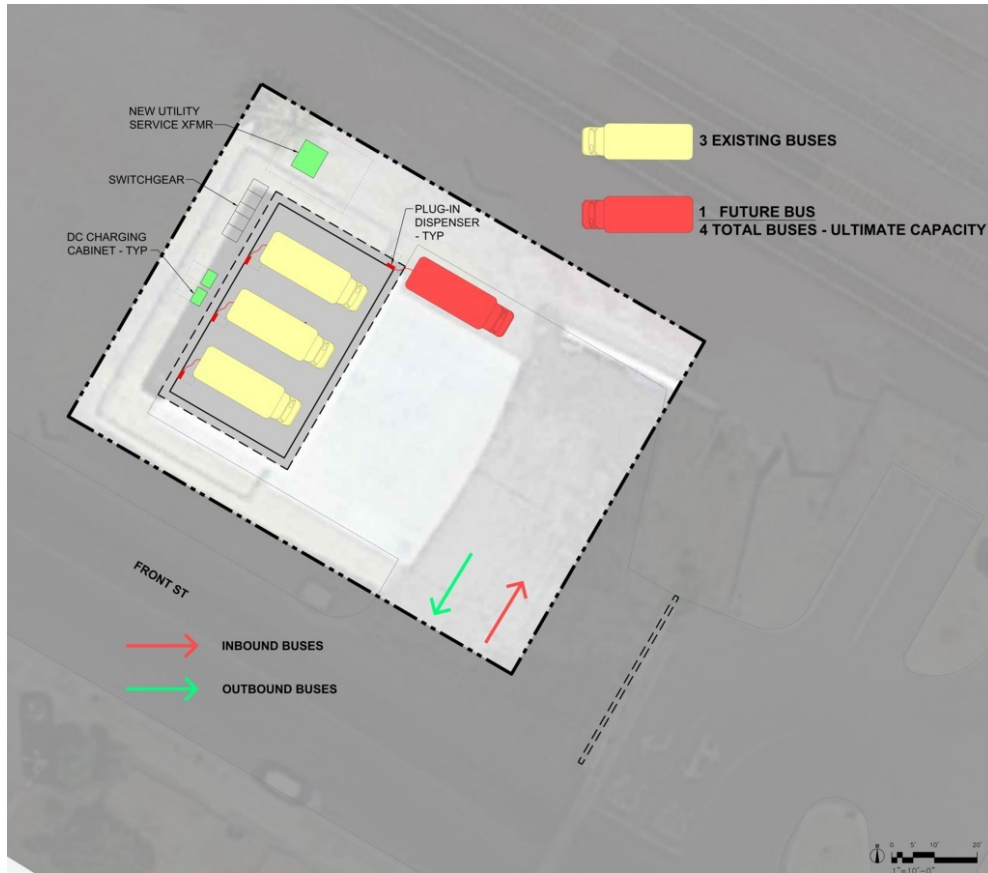 NEW UTILITY
SERVICE XFMR
SWITCHGEAR
DC CHARGING
CABINET - TYP
PLUG-IN
DISPENSER
- TYP
3 EXISTING BUSES
1 FUTURE BUS
4 TOTAL BUSES - ULTIMATE CAPACITY
FRONT ST
INBOUND BUSES
OUTBOUND BUSES
0 5' 10' 20'
1"=10'-0"